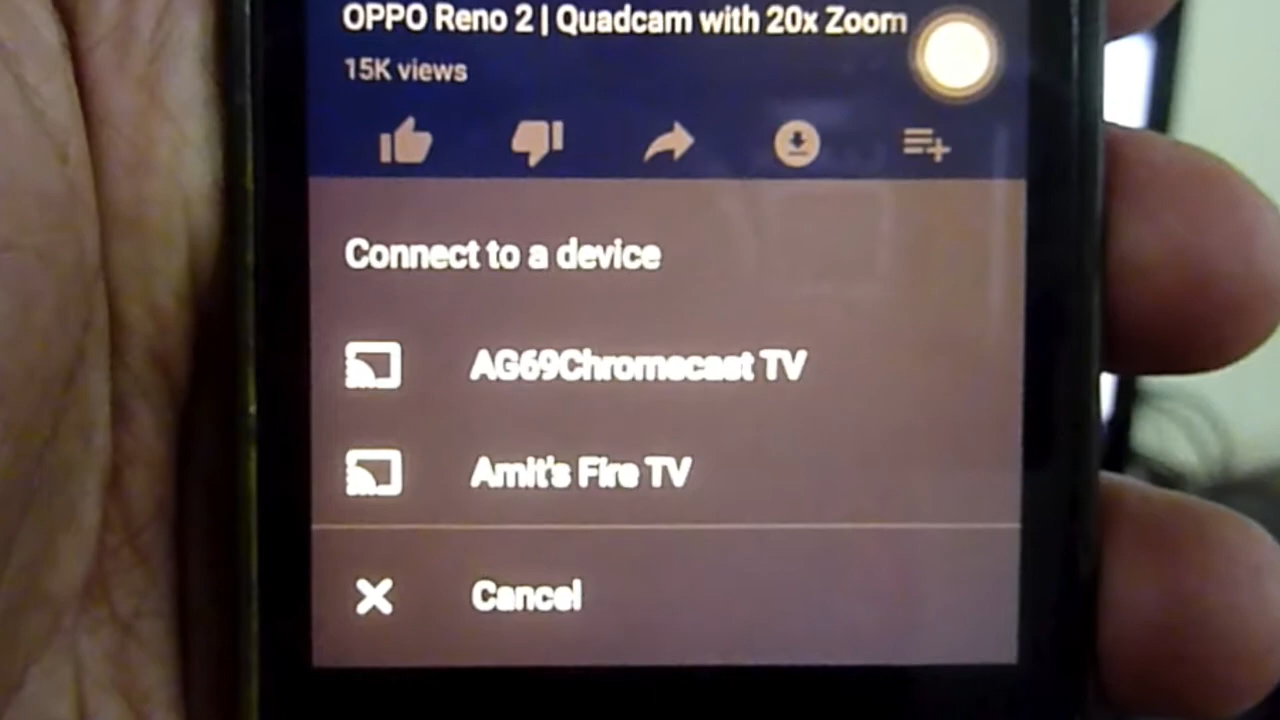 OPPO Reno 2 | Quadcam with 20x Zoom
15K views
Connect to a device
AG69Chromecast TV
Amit's Fire TV
Cancel